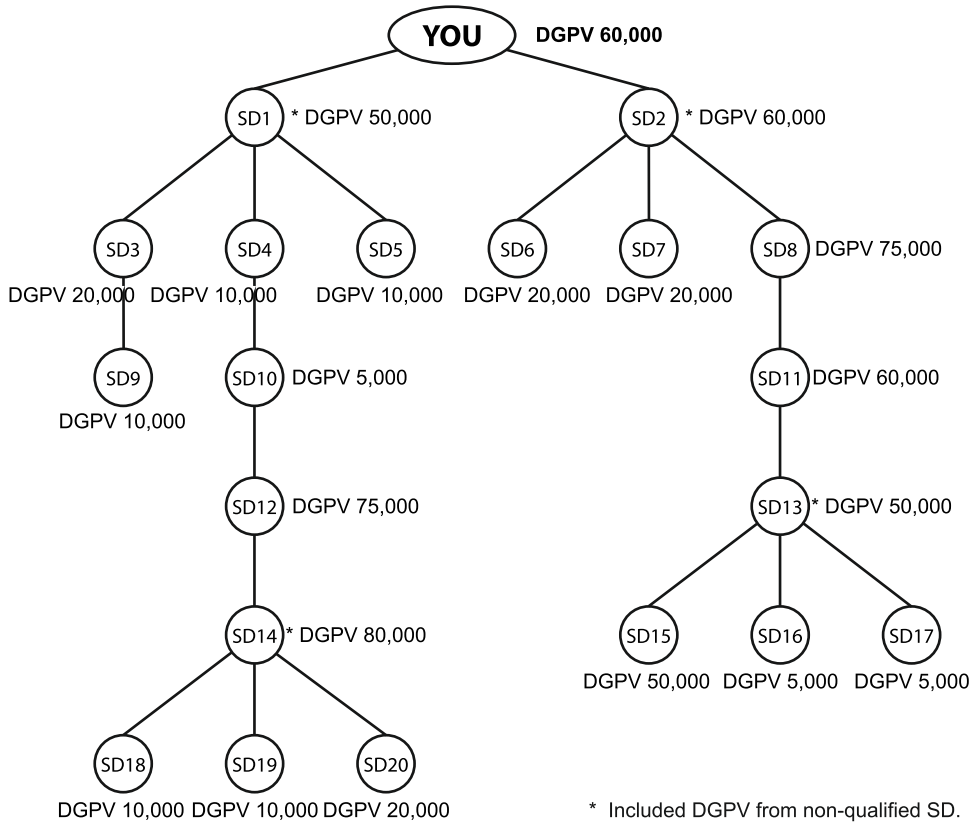 YOU DGPV 60,000
SD1 * DGPV 50,000 SD2 * DGPV 60,000
SD3 SD4 SD5 SD6 SD7 SD8 DGPV 75,000
DGPV 20,000 DGPV 10,000 DGPV 10,000 DGPV 20,000 DGPV 20,000
SD9 SD10 DGPV 5,000 SD11 DGPV 60,000
DGPV 10,000
SD12 DGPV 75,000 SD13 * DGPV 50,000
SD14 * DGPV 80,000 SD15 SD16 SD17
DGPV 50,000 DGPV 5,000 DGPV 5,000
SD18 SD19 SD20
DGPV 10,000 DGPV 10,000 DGPV 20,000 * Included DGPV from non-qualified SD.